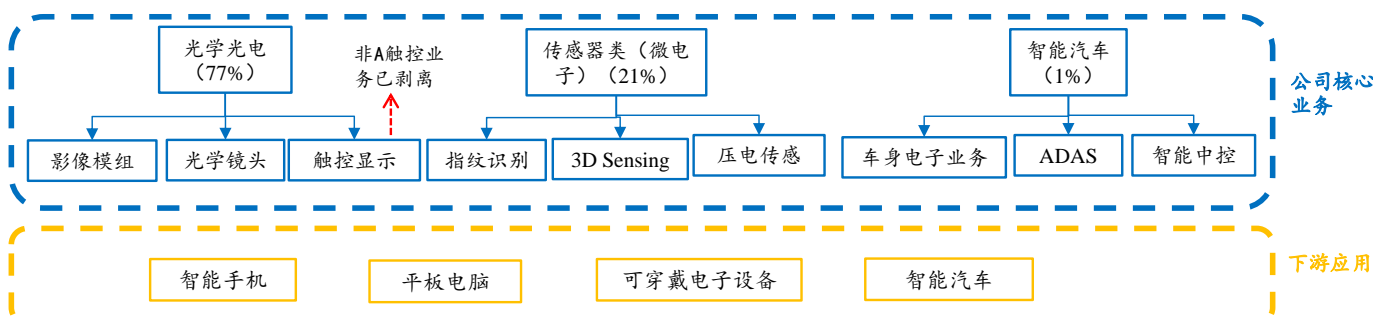 光学光电
（77%）
非A触控业
务已剥离
传感器类（微电
子）（21%）
智能汽车
（1%）
公司核心
业务
影像模组
光学镜头
触控显示
指纹识别
3D Sensing
压电传感
车身电子业务
ADAS
智能中控
下游应用
智能手机
平板电脑
可穿戴电子设备
智能汽车